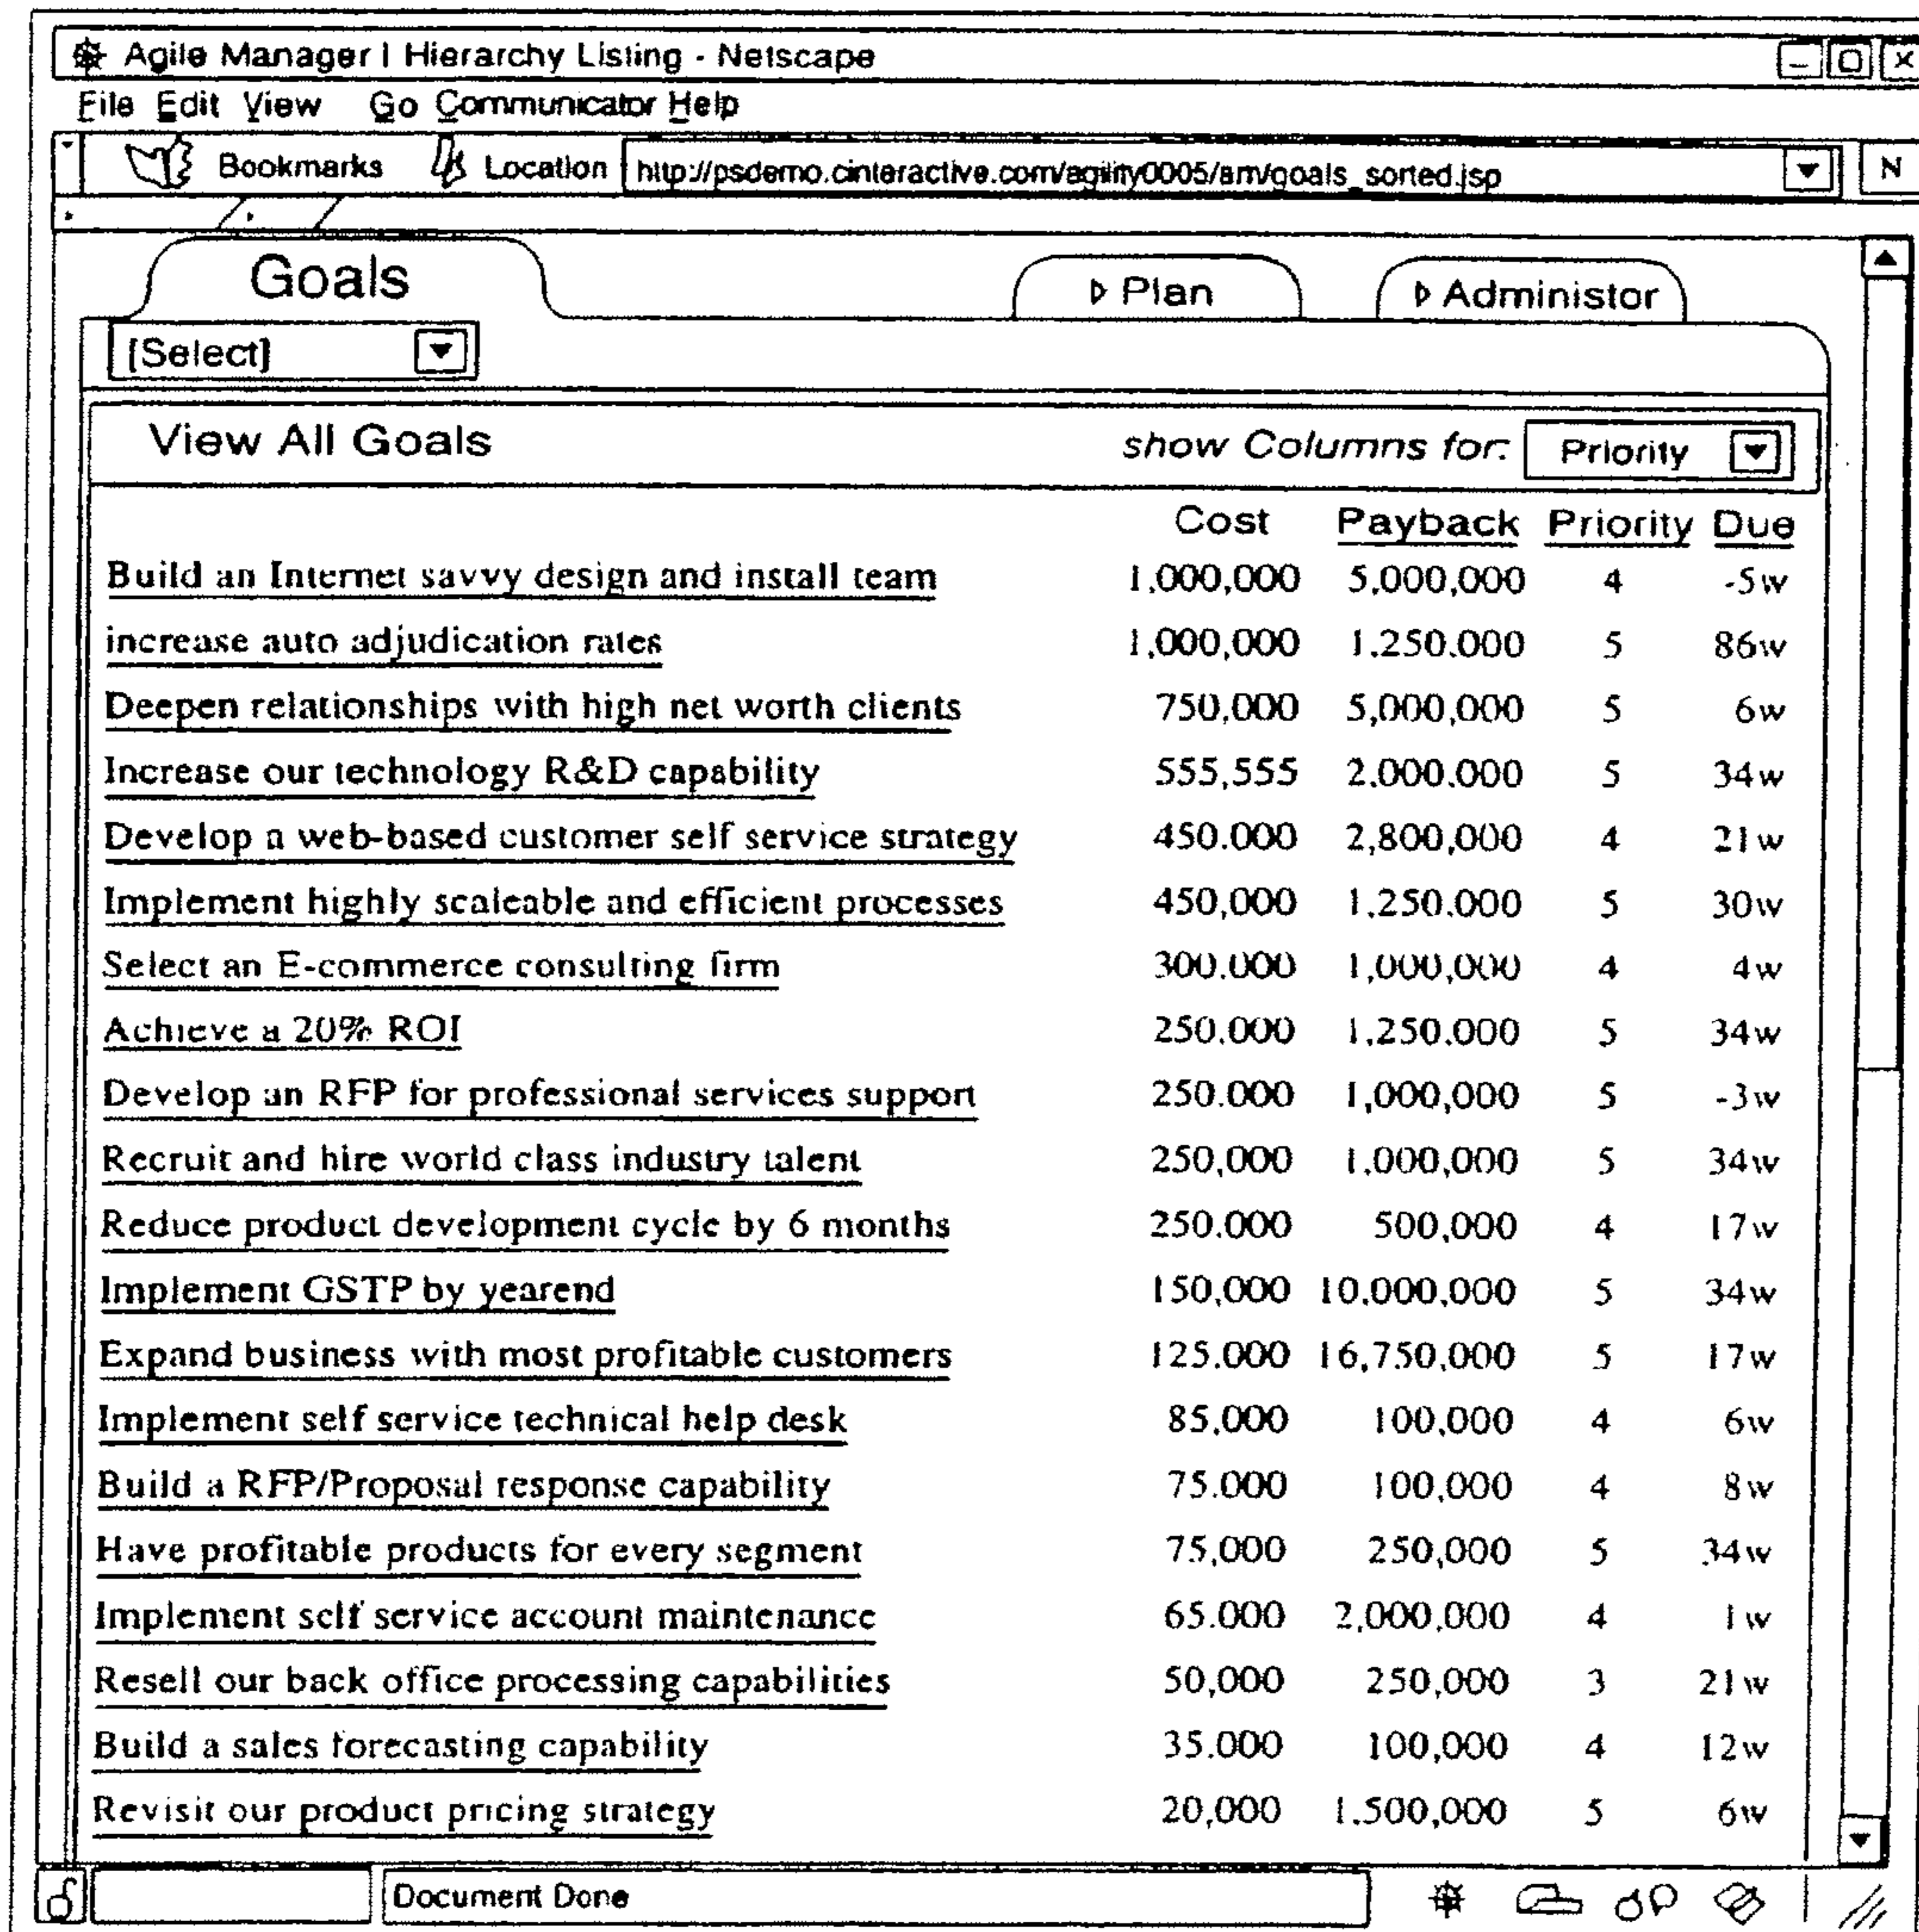 Agile Manager | Hierarchy Listing - Netscape
File Edit View Go Communicator Help
Bookmarks Location http://psdemo.cinteractive.com/agility0005/am/goals_sorted.jsp N
Goals Plan Administor
[Select]
View All Goals show Columns for: Priority
Cost Payback Priority Due
Build an Internet savvy design and install team 1,000,000 5,000,000 4 -5w
increase auto adjudication rates 1,000,000 1,250,000 5 86w
Deepen relationships with high net worth clients 750,000 5,000,000 5 6w
Increase our technology R&D capability 555,555 2,000,000 5 34w
Develop a web-based customer self service strategy 450,000 2,800,000 4 21w
Implement highly scaleable and efficient processes 450,000 1,250,000 5 30w
Select an E-commerce consulting firm 300,000 1,000,000 4 4w
Achieve a 20% ROI 250,000 1,250,000 5 34w
Develop an RFP for professional services support 250,000 1,000,000 5 -3w
Recruit and hire world class industry talent 250,000 1,000,000 5 34w
Reduce product development cycle by 6 months 250,000 500,000 4 17w
Implement GSTP by yearend 150,000 10,000,000 5 34w
Expand business with most profitable customers 125,000 16,750,000 5 17w
Implement self service technical help desk 85,000 100,000 4 6w
Build a RFP/Proposal response capability 75,000 100,000 4 8w
Have profitable products for every segment 75,000 250,000 5 34w
Implement self service account maintenance 65,000 2,000,000 4 1w
Resell our back office processing capabilities 50,000 250,000 3 21w
Build a sales forecasting capability 35,000 100,000 4 12w
Revisit our product pricing strategy 20,000 1,500,000 5 6w
Document Done